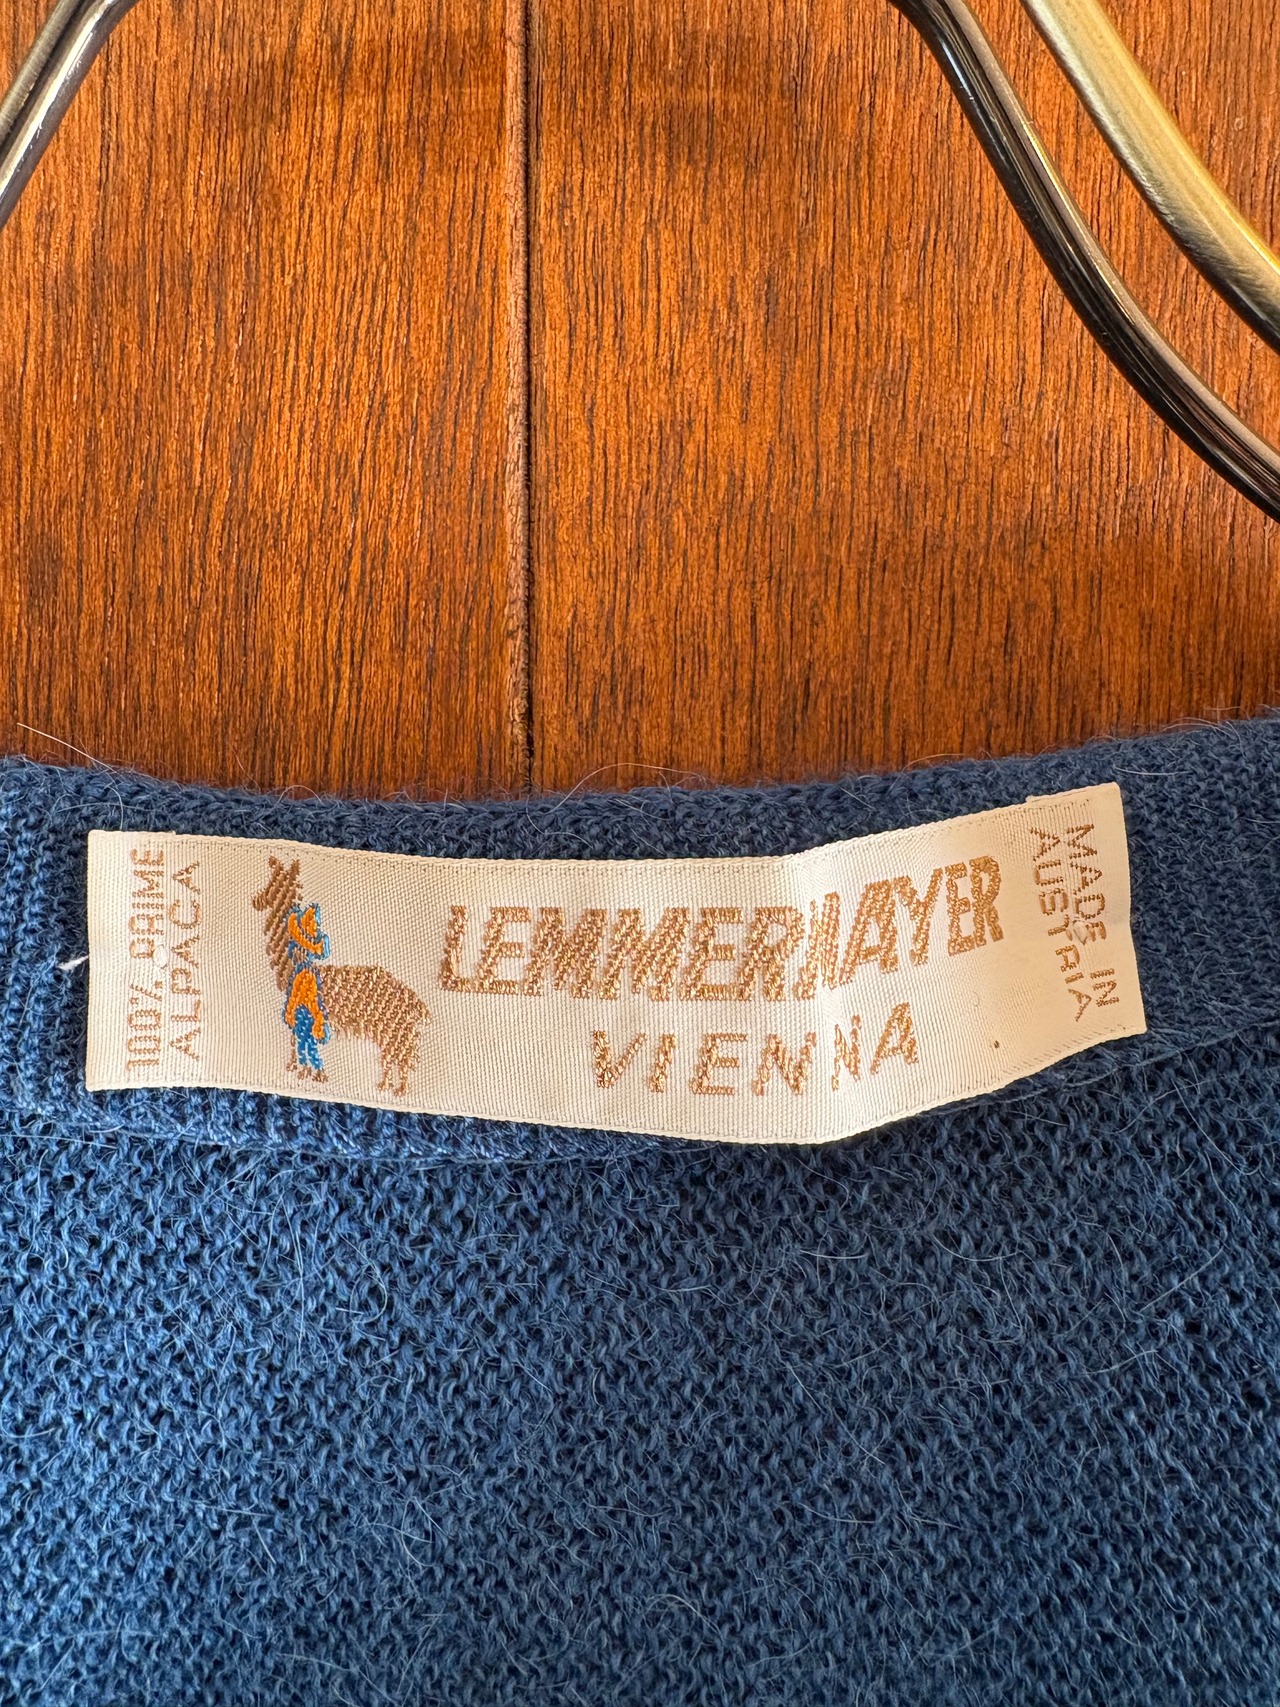 100% PRIME
ALPACA
LEMMERMAYER
VIENNA
MADE IN
AUSTRIA